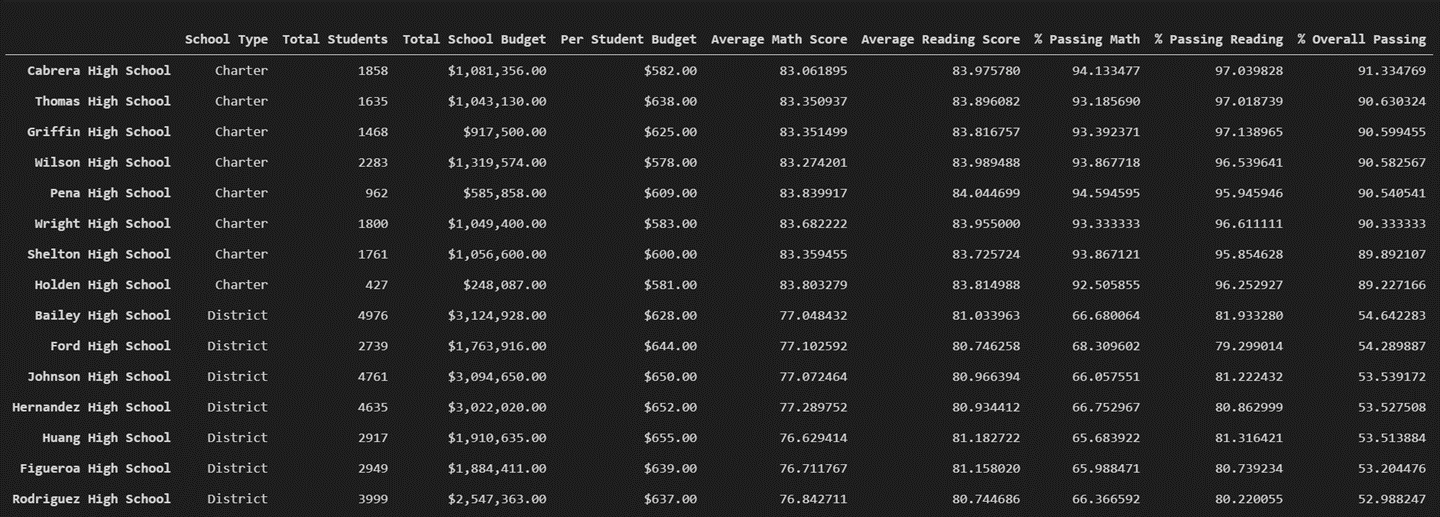 School Type Total Students Total School Budget Per Student Budget Average Math Score Average Reading Score % Passing Math % Passing Reading % Overall Passing
Cabrera High School Charter 1858 $1,081,356.00 $582.00 83.061895 83.975780 94.133477 97.039828 91.334769
Thomas High School Charter 1635 $1,043,130.00 $638.00 83.350937 83.896082 93.185690 97.018739 90.630324
Griffin High School Charter 1468 $917,500.00 $625.00 83.351499 83.816757 93.392371 97.138965 90.599455
Wilson High School Charter 2283 $1,319,574.00 $578.00 83.274201 83.989488 93.867718 96.539641 90.582567
Pena High School Charter 962 $585,858.00 $609.00 83.839917 84.044699 94.594595 95.945946 90.540541
Wright High School Charter 1800 $1,049,400.00 $583.00 83.682222 83.955000 93.333333 96.611111 90.333333
Shelton High School Charter 1761 $1,056,600.00 $600.00 83.359455 83.725724 93.867121 95.854628 89.892107
Holden High School Charter 427 $248,087.00 $581.00 83.803279 83.814988 92.505855 96.252927 89.227166
Bailey High School District 4976 $3,124,928.00 $628.00 77.048432 81.033963 66.680064 81.933280 54.642283
Ford High School District 2739 $1,763,916.00 $644.00 77.102592 80.746258 68.309602 79.299014 54.289887
Johnson High School District 4761 $3,094,650.00 $650.00 77.072464 80.966394 66.057551 81.222432 53.539172
Hernandez High School District 4635 $3,022,020.00 $652.00 77.289752 80.934412 66.752967 80.862999 53.527508
Huang High School District 2917 $1,910,635.00 $655.00 76.629414 81.182722 65.683922 81.316421 53.513884
Figueroa High School District 2949 $1,884,411.00 $639.00 76.711767 81.158020 65.988471 80.739234 53.204476
Rodriguez High School District 3999 $2,547,363.00 $637.00 76.842711 80.744686 66.366592 80.220055 52.988247